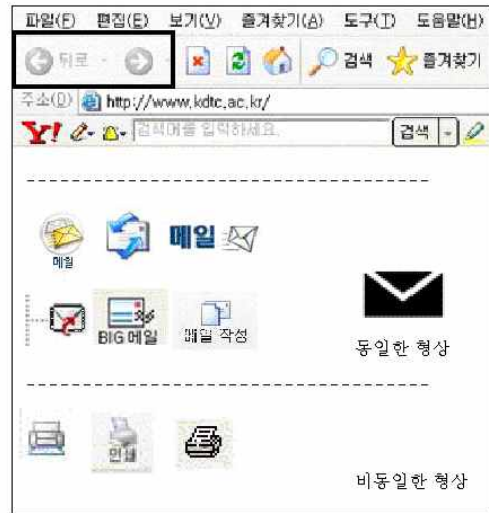 파일(F) 편집(E) 보기(V) 즐겨찾기(A) 도구(T) 도움말(H)
뒤로 검색 즐겨찾기
주소(D) http://www.kdtc.ac.kr/
Y! 검색어를 입력하세요. 검색
메일
메일
BIG 메일 메일 작성
동일한 형상
인쇄
비동일한 형상